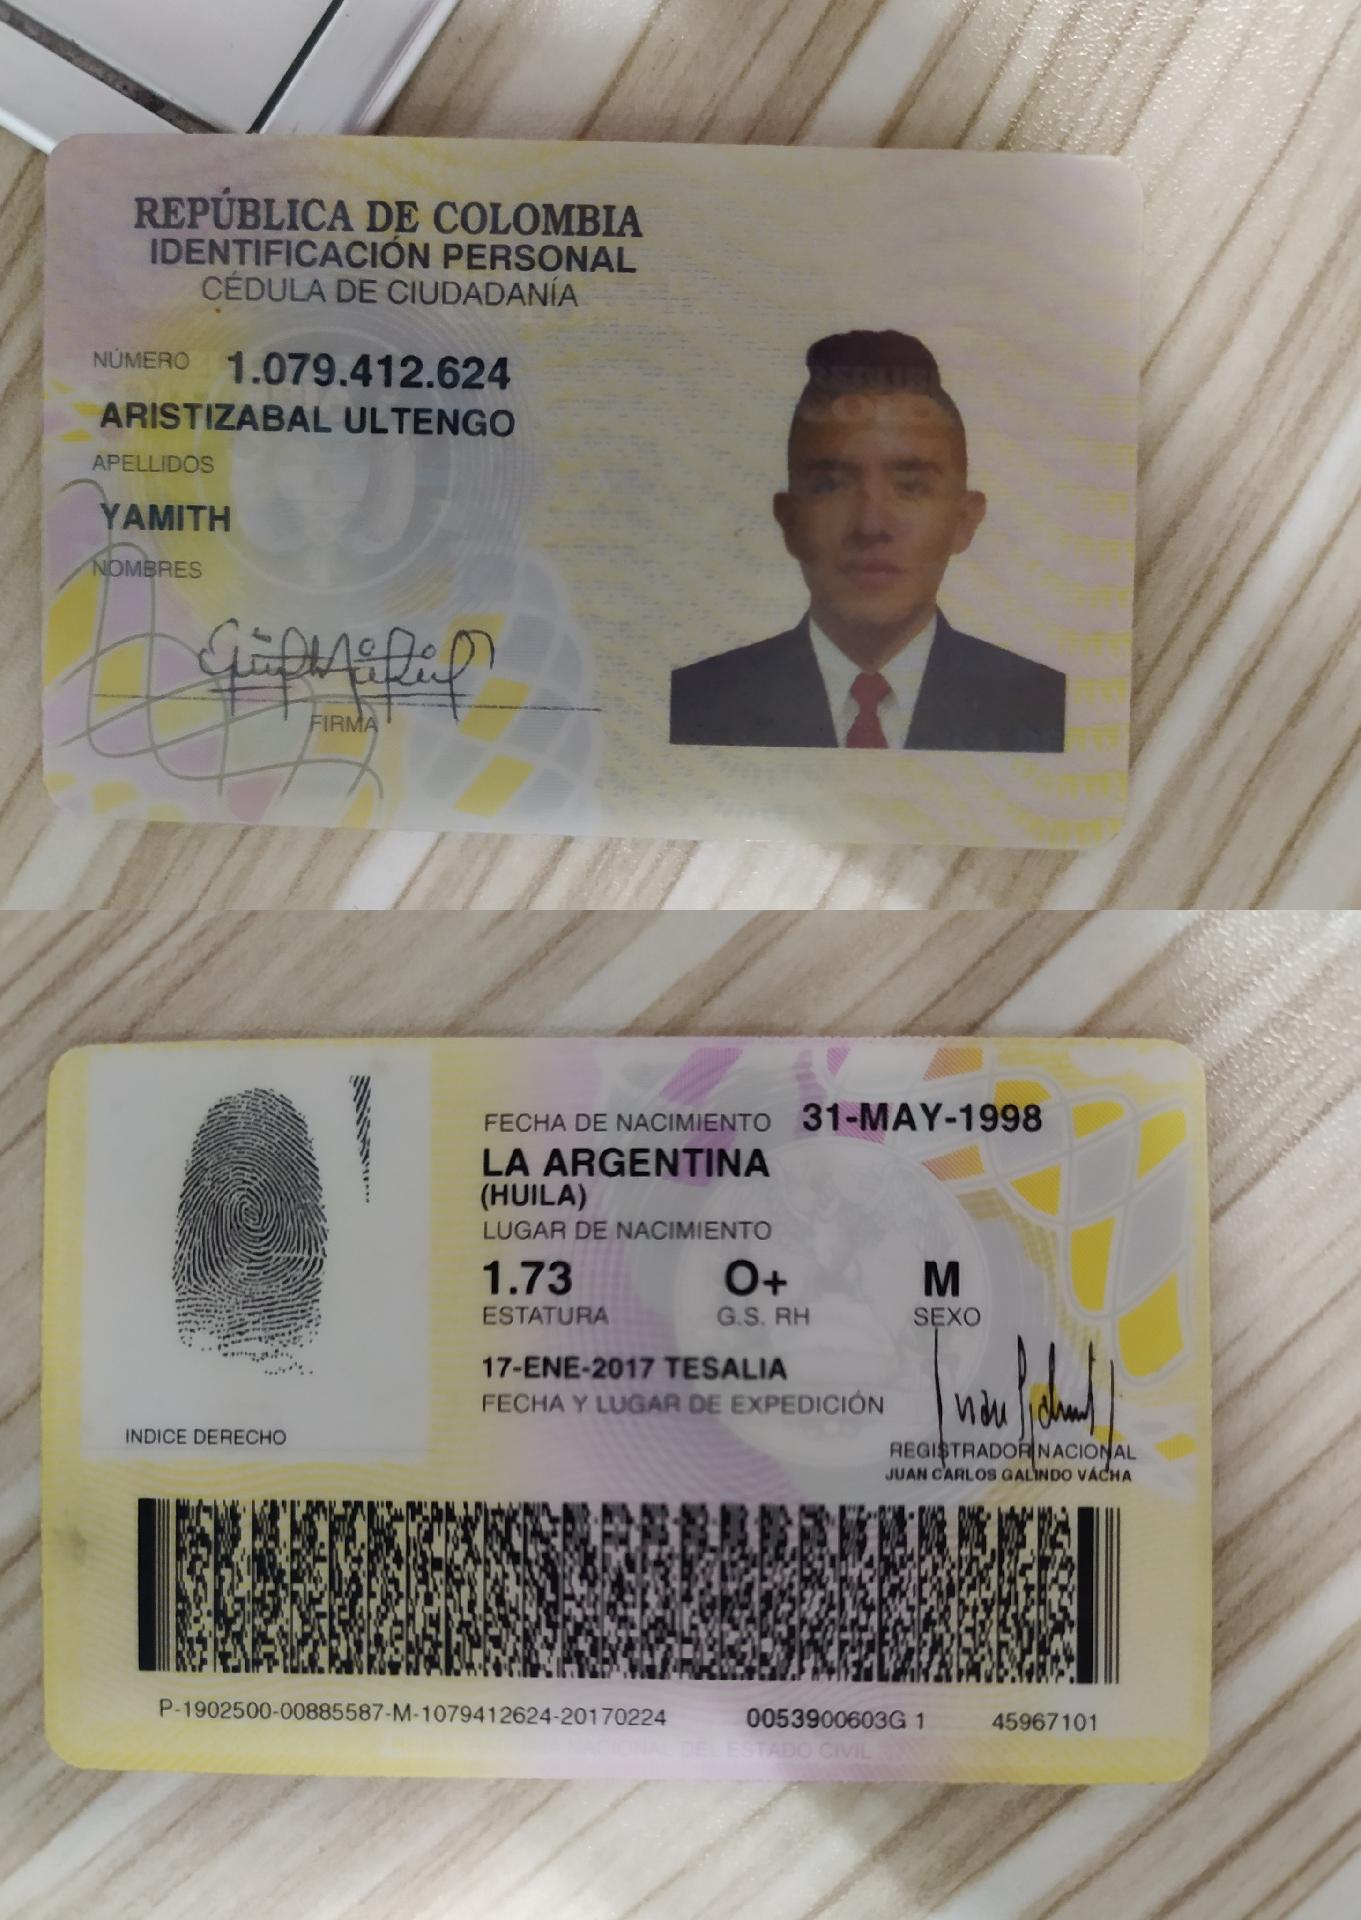 REPÚBLICA DE COLOMBIA
IDENTIFICACIÓN PERSONAL
CÉDULA DE CIUDADANÍA
NÚMERO 1.079.412.624
ARISTIZABAL ULTENGO
APELLIDOS
YAMITH
NOMBRES
FIRMA
FECHA DE NACIMIENTO 31-MAY-1998
LA ARGENTINA
(HUILA)
LUGAR DE NACIMIENTO
1.73 O+ M
ESTATURA G.S. RH SEXO
17-ENE-2017 TESALIA
FECHA Y LUGAR DE EXPEDICIÓN
INDICE DERECHO
REGISTRADOR NACIONAL
JUAN CARLOS GALINDO VÁCHA
P-1902500-00885587-M-1079412624-20170224 0053900603G 1 45967101
NACIONAL DEL ESTADO CIVIL